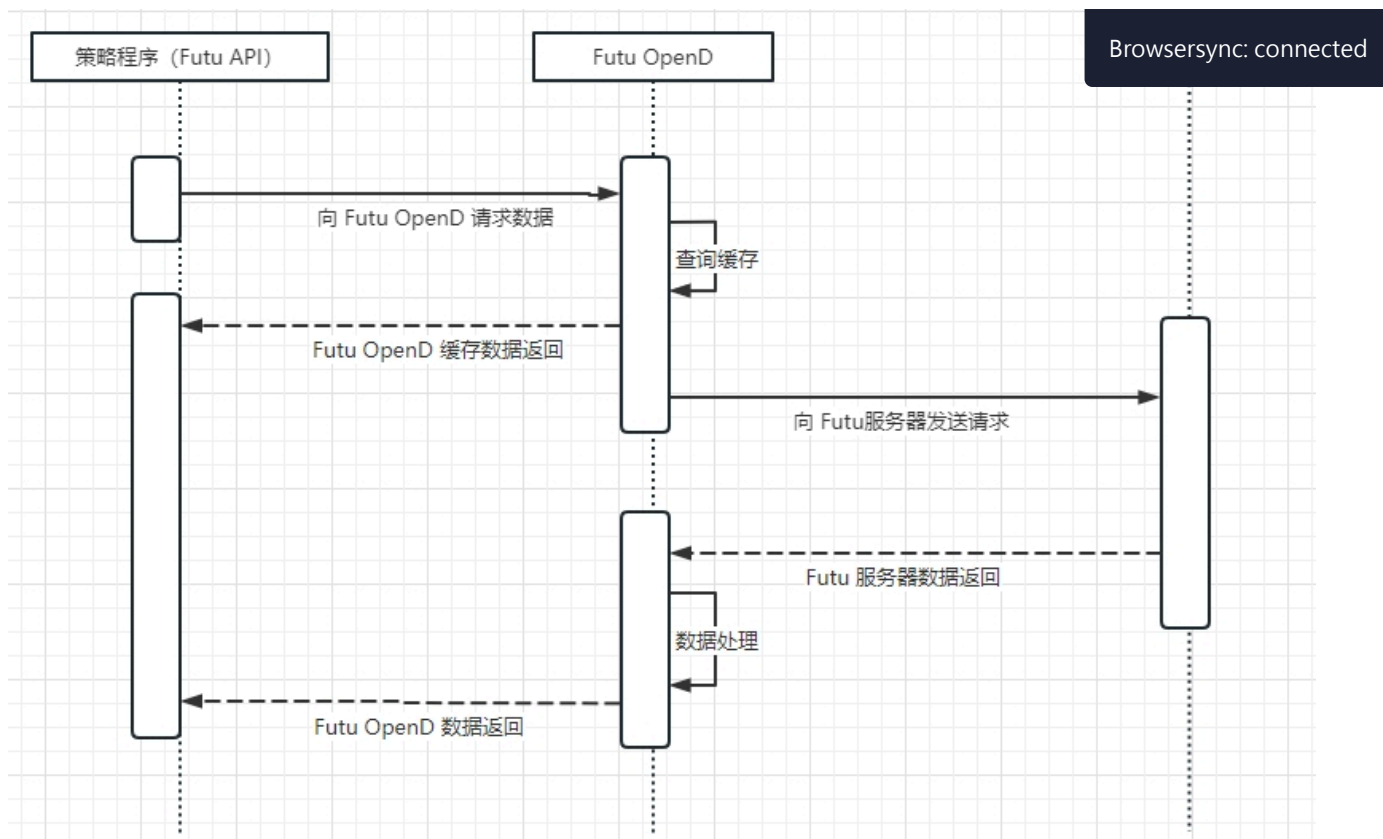 策略程序（Futu API）
Futu OpenD
Browsersync: connected
向 Futu OpenD 请求数据
查询缓存
Futu OpenD 缓存数据返回
向 Futu服务器发送请求
Futu 服务器数据返回
数据处理
Futu OpenD 数据返回